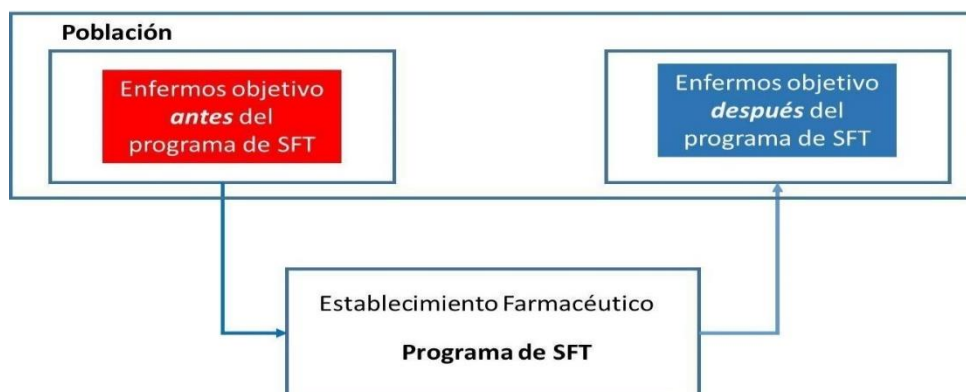 Población
Enfermos objetivo
antes del
programa de SFT
Enfermos objetivo
después del
programa de SFT
Establecimiento Farmacéutico
Programa de SFT